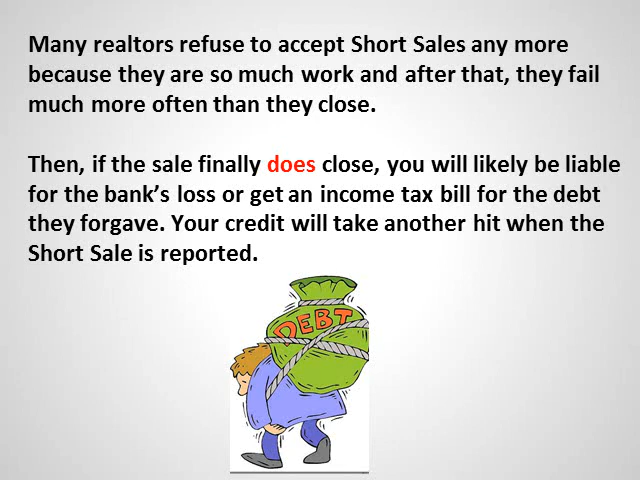 Many realtors refuse to accept Short Sales any more
because they are so much work and after that, they fail
much more often than they close.
Then, if the sale finally does close, you will likely be liable
for the bank’s loss or get an income tax bill for the debt
they forgave. Your credit will take another hit when the
Short Sale is reported.
DEBT